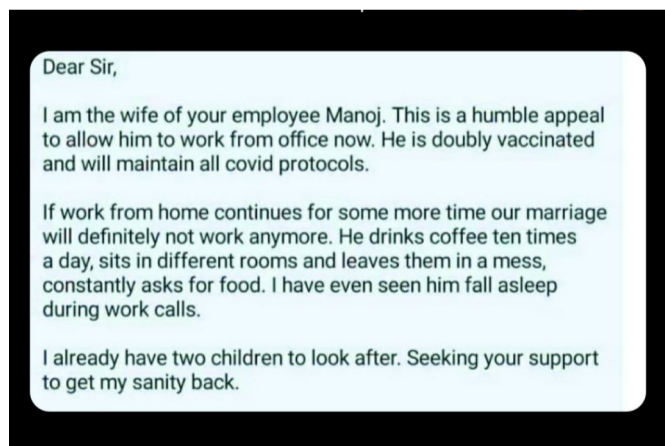 Dear Sir,
I am the wife of your employee Manoj. This is a humble appeal
to allow him to work from office now. He is doubly vaccinated
and will maintain all covid protocols.
If work from home continues for some more time our marriage
will definitely not work anymore. He drinks coffee ten times
a day, sits in different rooms and leaves them in a mess,
constantly asks for food. I have even seen him fall asleep
during work calls.
I already have two children to look after. Seeking your support
to get my sanity back.